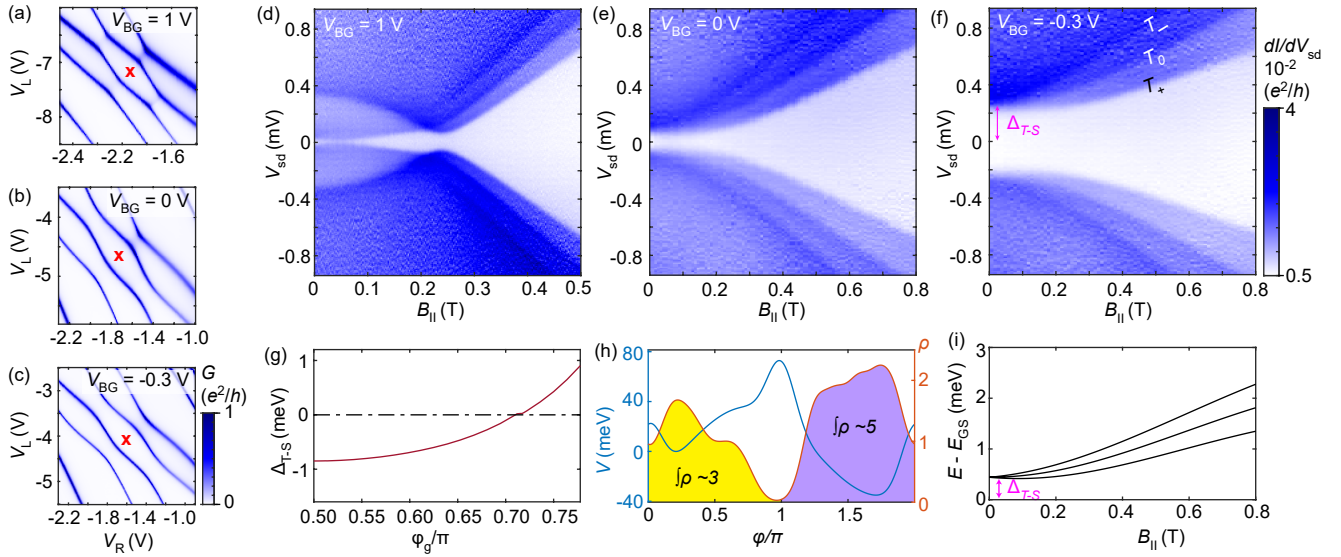 (a)
V_BG = 1 V
V_L (V)
-7
-8
x
-2.4 -2.0 -1.6
(b)
V_BG = 0 V
V_L (V)
-4
-5
x
-2.2 -1.8 -1.4 -1.0
(c)
V_BG = -0.3 V
V_L (V)
-3
-4
-5
x
G
(e²/h)
1
0
-2.2 -1.8 -1.4 -1.0
V_R (V)
(d)
V_BG = 1 V
V_sd (mV)
0.8
0.4
0
-0.4
-0.8
0 0.1 0.2 0.3 0.4 0.5
B_II (T)
(e)
V_BG = 0 V
V_sd (mV)
0.8
0.4
0
-0.4
-0.8
0 0.2 0.4 0.6 0.8
B_II (T)
(f)
V_BG = -0.3 V
T_-
T_0
T_+
Δ_T-S
V_sd (mV)
0.8
0.4
0
-0.4
-0.8
0 0.2 0.4 0.6 0.8
B_II (T)
dI/dV_sd
10⁻²
(e²/h)
4
0.5
(g)
Δ_T-S (meV)
1
0
-1
0.50 0.55 0.60 0.65 0.70 0.75
φ_g/π
(h)
V (meV)
80
40
0
-40
∫ρ ~3
∫ρ ~5
ρ
2
1
0
0 1
φ/π
(i)
E - E_GS (meV)
3
2
1
0
Δ_T-S
0 0.2 0.4 0.6 0.8
B_II (T)